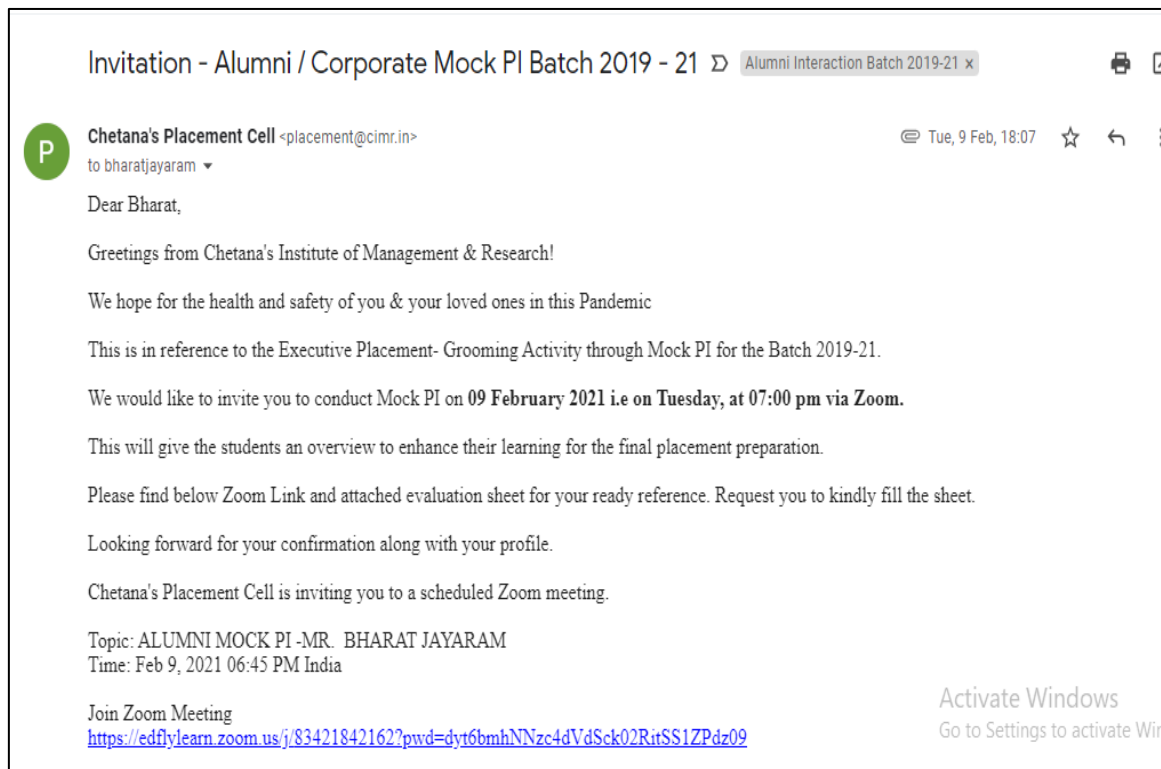 Invitation - Alumni / Corporate Mock PI Batch 2019 - 21 Alumni Interaction Batch 2019-21 ×
P
Chetana's Placement Cell <placement@cimr.in> Tue, 9 Feb, 18:07
to bharatjayaram
Dear Bharat,
Greetings from Chetana's Institute of Management & Research!
We hope for the health and safety of you & your loved ones in this Pandemic
This is in reference to the Executive Placement- Grooming Activity through Mock PI for the Batch 2019-21.
We would like to invite you to conduct Mock PI on 09 February 2021 i.e on Tuesday, at 07:00 pm via Zoom.
This will give the students an overview to enhance their learning for the final placement preparation.
Please find below Zoom Link and attached evaluation sheet for your ready reference. Request you to kindly fill the sheet.
Looking forward for your confirmation along with your profile.
Chetana's Placement Cell is inviting you to a scheduled Zoom meeting.
Topic: ALUMNI MOCK PI -MR. BHARAT JAYARAM
Time: Feb 9, 2021 06:45 PM India
Join Zoom Meeting
https://edflylearn.zoom.us/j/83421842162?pwd=dyt6bmhNNzc4dVdSck02RitSS1ZPdz09
Activate Windows
Go to Settings to activate Win